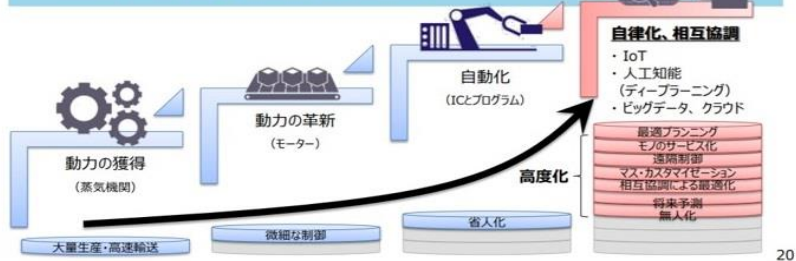 動力の獲得
(蒸気機関)
大量生産・高速輸送
動力の革新
(モーター)
微細な制御
自動化
(ICとプログラム)
省人化
自律化、相互協調
・ IoT
・ 人工知能
(ディープラーニング)
・ビッグデータ、クラウド
高度化
最適プランニング
モノのサービス化
遠隔制御
マス・カスタマイゼーション
相互協調による最適化
将来予測
無人化
20